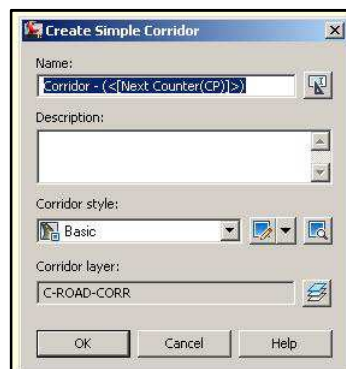 Create Simple Corridor
Name:
Corridor - (<[Next Counter(CP)]>)
Description:
Corridor style:
Basic
Corridor layer:
C-ROAD-CORR
OK Cancel Help